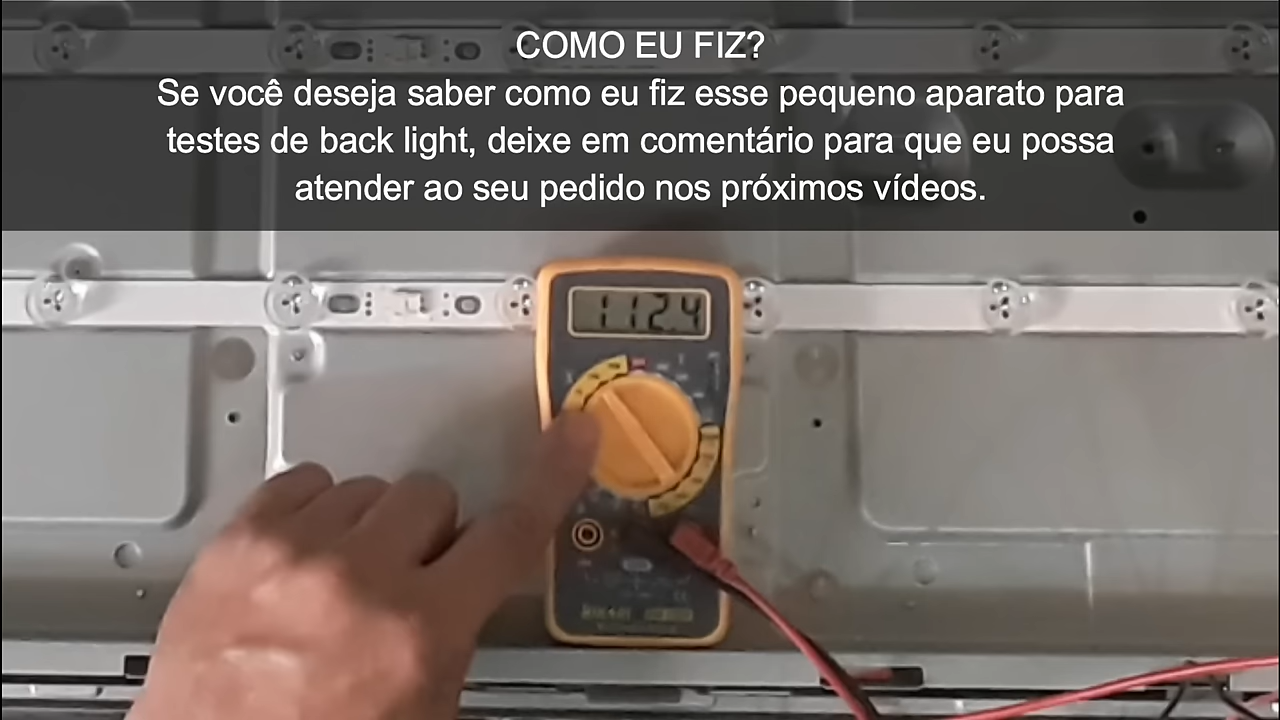 COMO EU FIZ?
Se você deseja saber como eu fiz esse pequeno aparato para
testes de back light, deixe em comentário para que eu possa
atender ao seu pedido nos próximos vídeos.
112.4